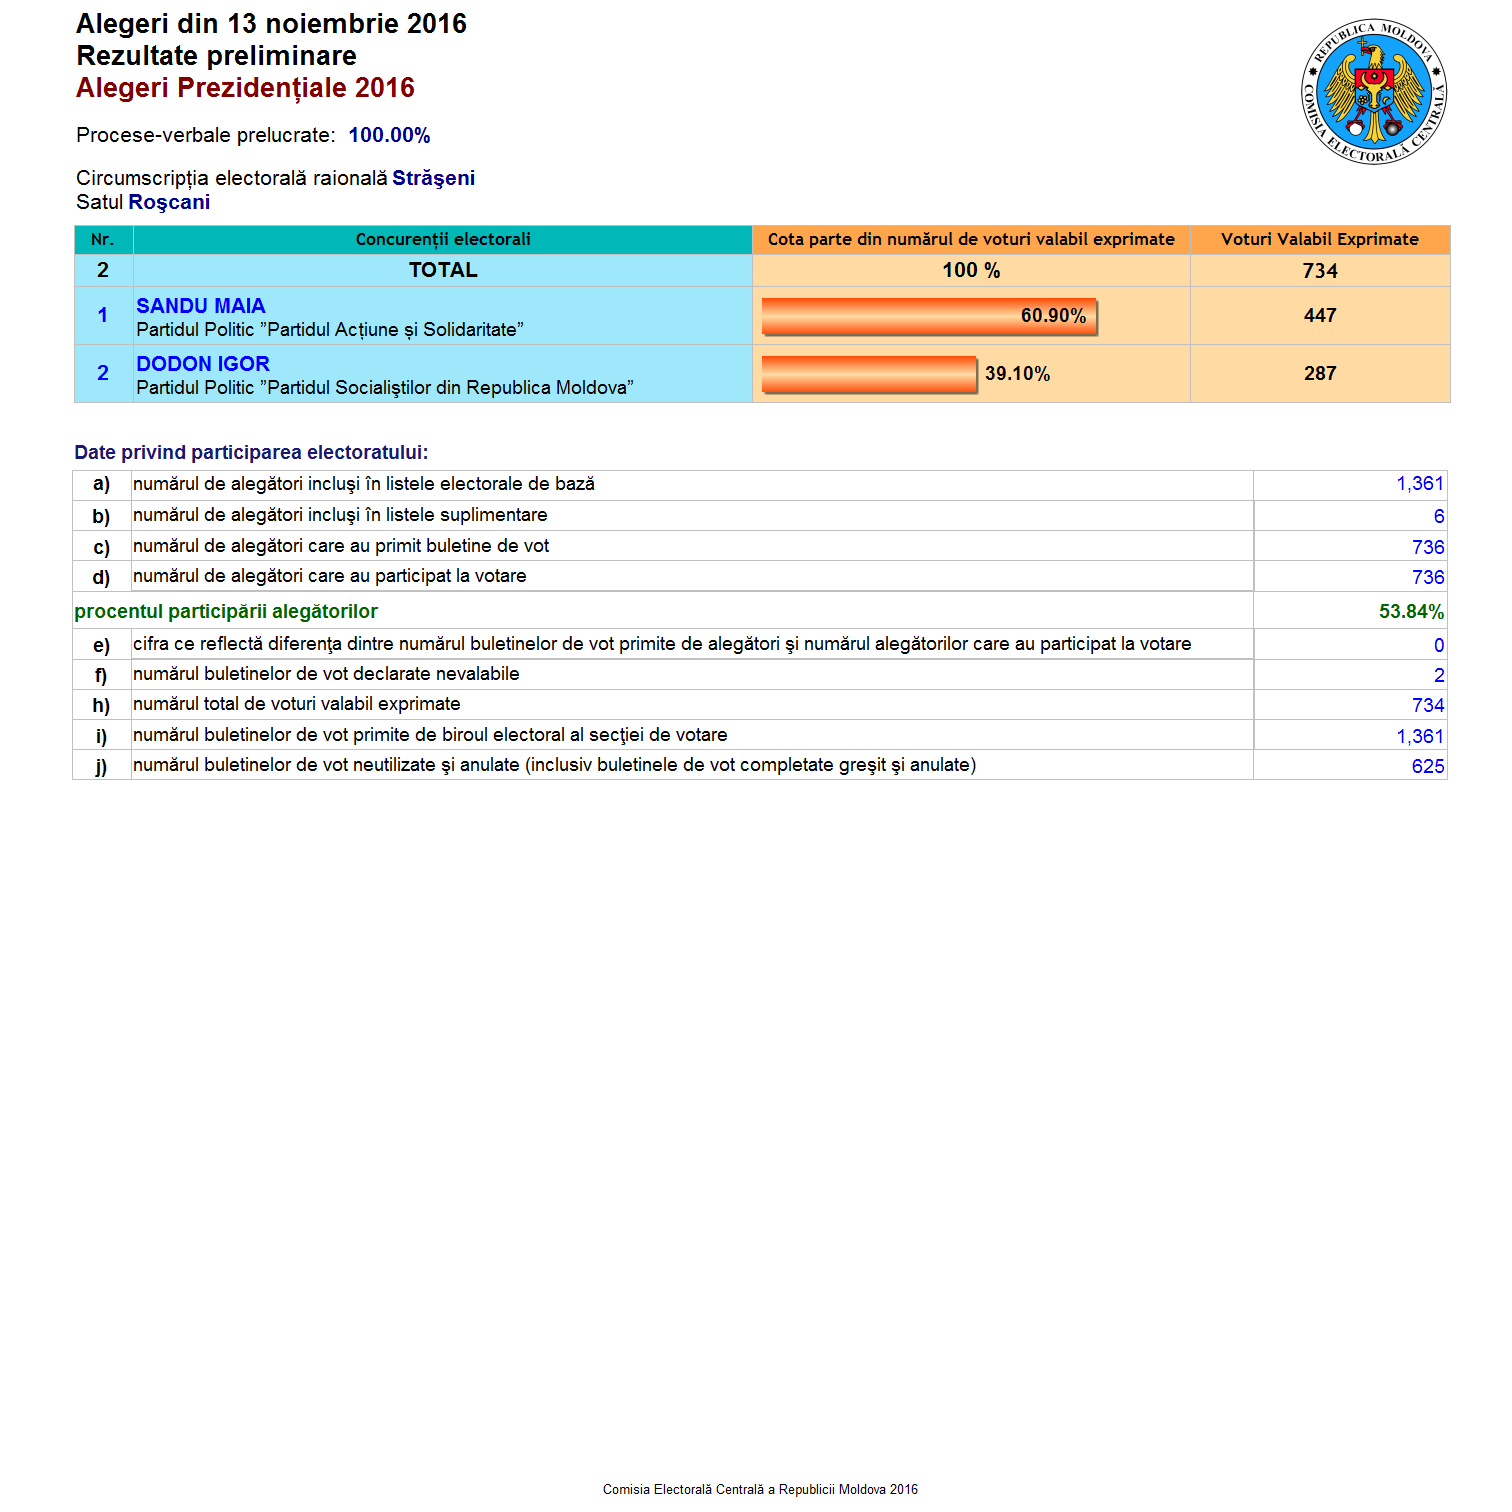 Alegeri din 13 noiembrie 2016
Rezultate preliminare
Alegeri Prezidențiale 2016
REPUBLICA MOLDOVA
COMISIA ELECTORALĂ CENTRALĂ
Procese-verbale prelucrate: 100.00%
Circumscripția electorală raională Străşeni
Satul Roşcani
Nr. Concurenții electorali Cota parte din numărul de voturi valabil exprimate Voturi Valabil Exprimate
2 TOTAL 100 % 734
1 SANDU MAIA 60.90% 447
Partidul Politic ”Partidul Acțiune și Solidaritate”
2 DODON IGOR 39.10% 287
Partidul Politic ”Partidul Socialiştilor din Republica Moldova”
Date privind participarea electoratului:
a) numărul de alegători incluşi în listele electorale de bază 1,361
b) numărul de alegători incluşi în listele suplimentare 6
c) numărul de alegători care au primit buletine de vot 736
d) numărul de alegători care au participat la votare 736
procentul participării alegătorilor 53.84%
e) cifra ce reflectă diferenţa dintre numărul buletinelor de vot primite de alegători şi numărul alegătorilor care au participat la votare 0
f) numărul buletinelor de vot declarate nevalabile 2
h) numărul total de voturi valabil exprimate 734
i) numărul buletinelor de vot primite de biroul electoral al secţiei de votare 1,361
j) numărul buletinelor de vot neutilizate şi anulate (inclusiv buletinele de vot completate greşit şi anulate) 625
Comisia Electorală Centrală a Republicii Moldova 2016